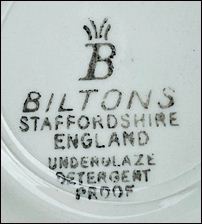 B
BILTONS
STAFFORDSHIRE
ENGLAND
UNDERGLAZE
DETERGENT
PROOF